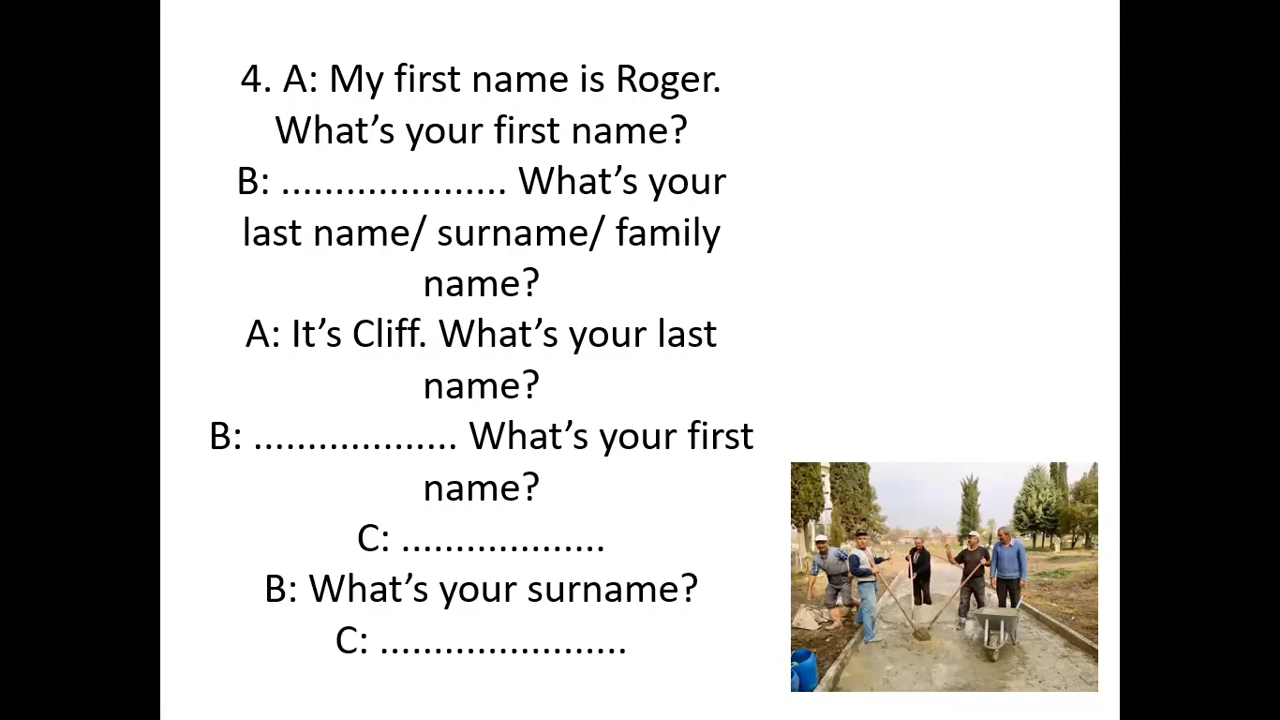 4. A: My first name is Roger.
What’s your first name?
B: ..................... What’s your
last name/ surname/ family
name?
A: It’s Cliff. What’s your last
name?
B: ................... What’s your first
name?
C: ...................
B: What’s your surname?
C: .......................